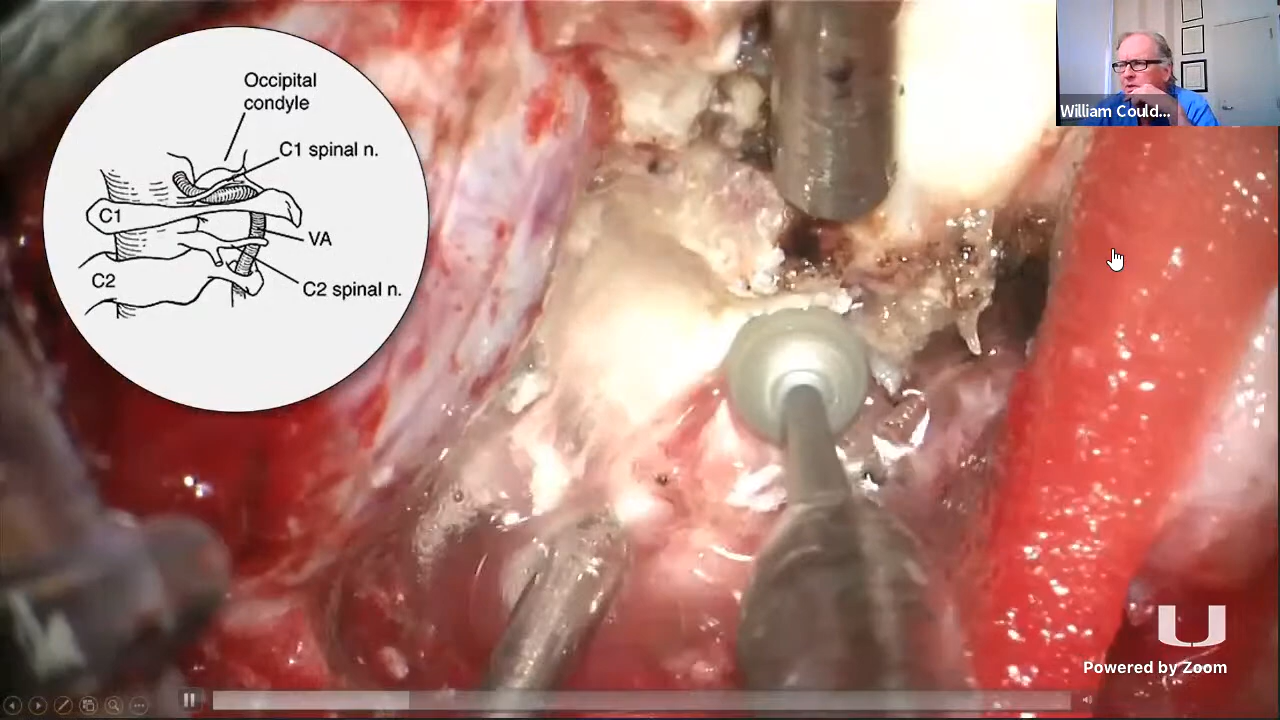 Occipital
condyle
C1 spinal n.
C1
VA
C2
C2 spinal n.
William Could...
U
Powered by Zoom